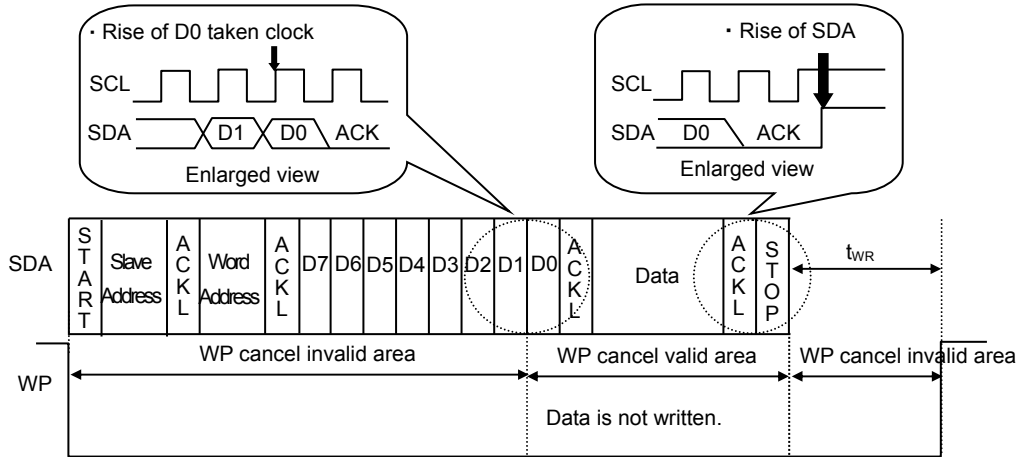 ・Rise of D0 taken clock
SCL
SDA D1 D0 ACK
Enlarged view
・Rise of SDA
SCL
SDA D0 ACK
Enlarged view
SDA START Slave Address ACKL Word Address ACKL D7 D6 D5 D4 D3 D2 D1 D0 ACKL Data ACKL STOP tWR
WP cancel invalid area WP cancel valid area WP cancel invalid area
WP
Data is not written.